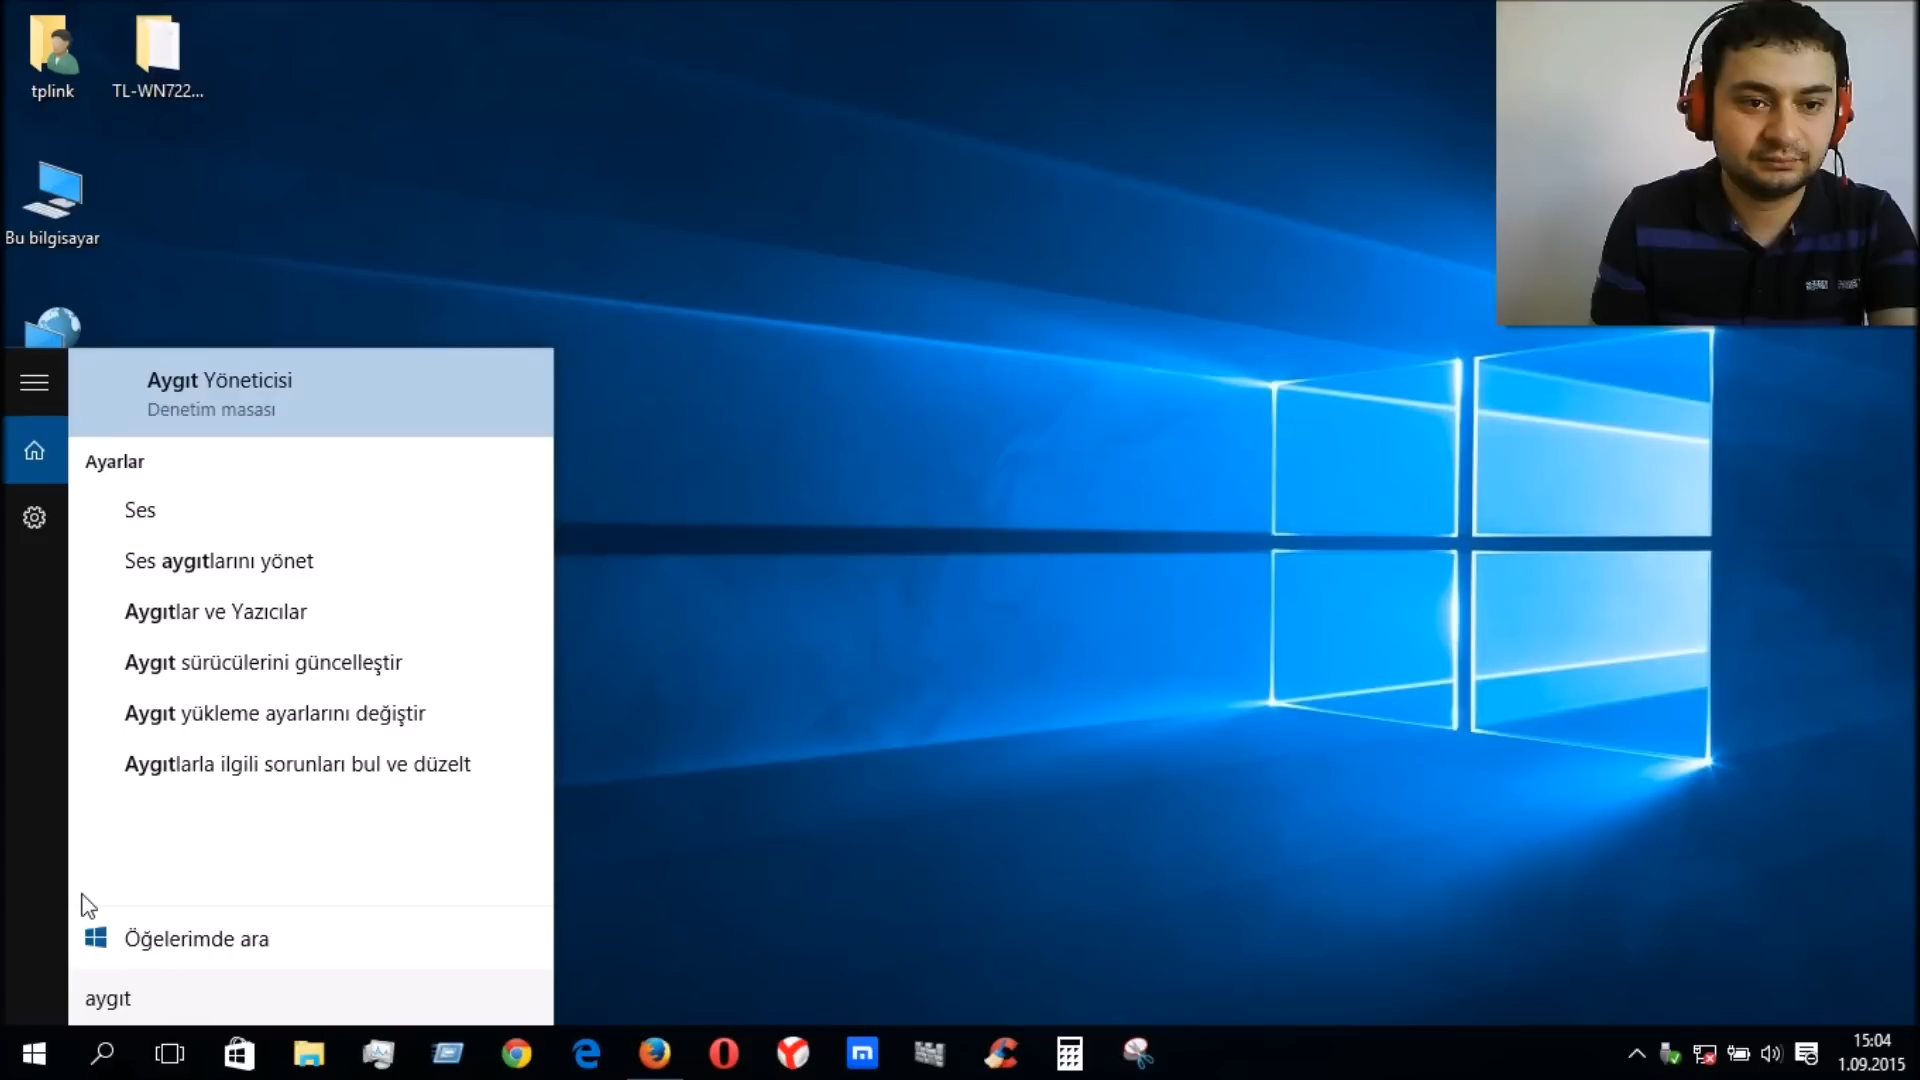 tplink
TL-WN722...
Bu bilgisayar
Aygıt Yöneticisi
Denetim masası
Ayarlar
Ses
Ses aygıtlarını yönet
Aygıtlar ve Yazıcılar
Aygıt sürücülerini güncelleştir
Aygıt yükleme ayarlarını değiştir
Aygıtlarla ilgili sorunları bul ve düzelt
Öğelerimde ara
aygıt
15:04
1.09.2015